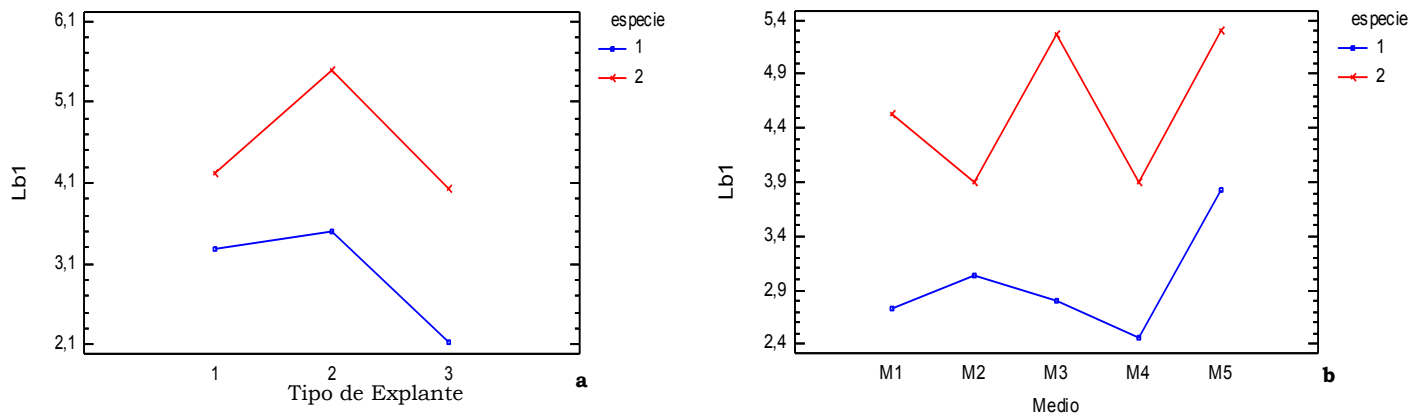 especie
1
2
6,1
5,1
4,1
3,1
2,1
Lb1
1 2 3
Tipo de Explante
a
especie
1
2
5,4
4,9
4,4
3,9
3,4
2,9
2,4
Lb1
M1 M2 M3 M4 M5
Medio
b